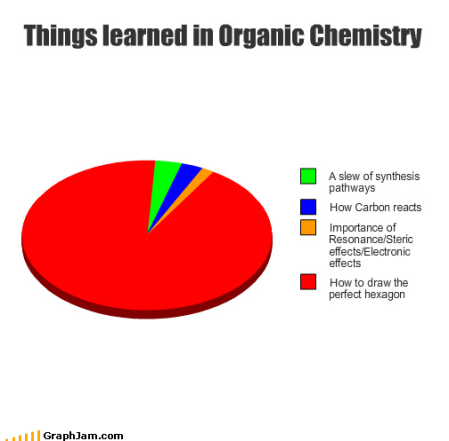 Things learned in Organic Chemistry
A slew of synthesis
pathways
How Carbon reacts
Importance of
Resonance/Steric
effects/Electronic
effects
How to draw the
perfect hexagon
GraphJam.com